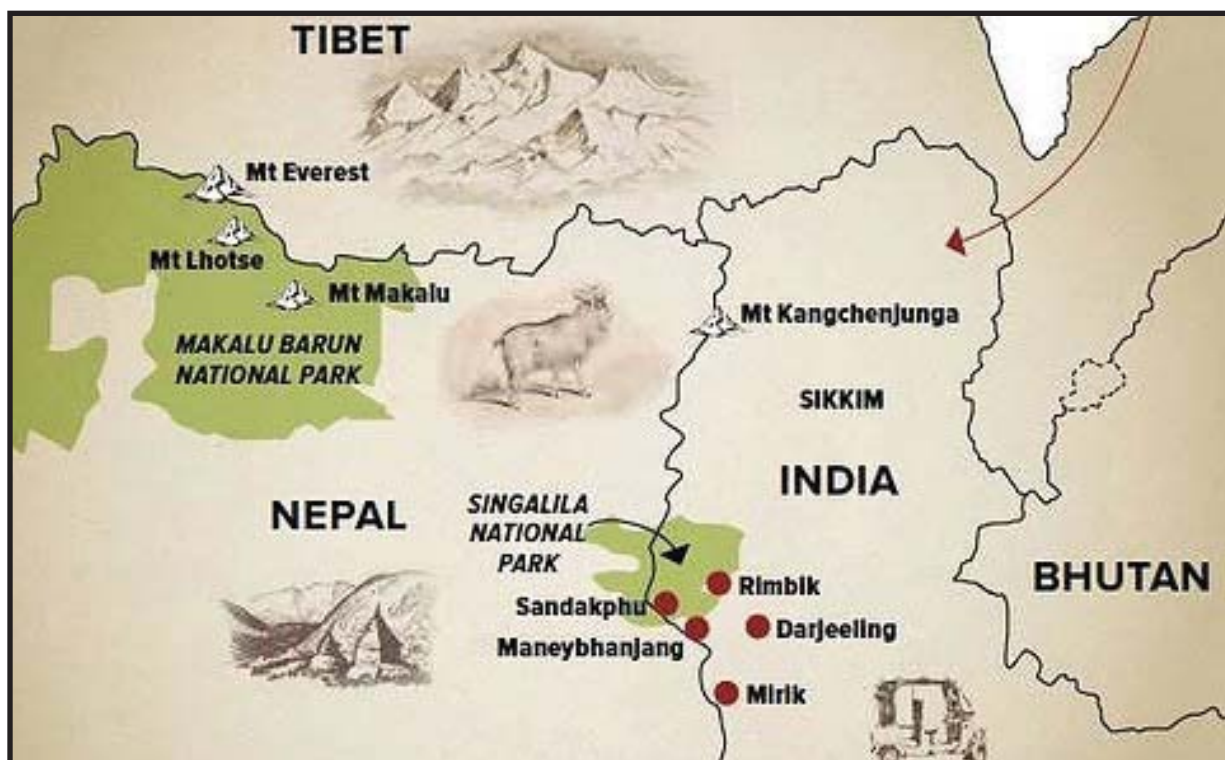 TIBET
Mt Everest
Mt Lhotse
Mt Makalu
MAKALU BARUN
NATIONAL PARK
Mt Kangchenjunga
SIKKIM
INDIA
NEPAL
SINGALILA
NATIONAL
PARK
BHUTAN
Rimbik
Sandakphu
Darjeeling
Maneybhanjang
Mirik